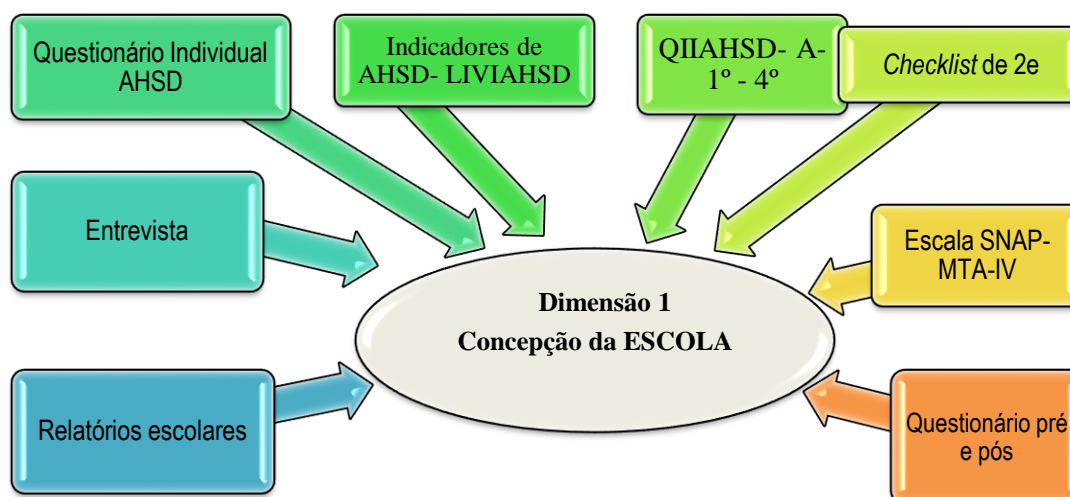 Questionário Individual
AHSD
Indicadores de
AHSD- LIVIAHSD
QIIAHSD- A-
1º - 4º
Checklist de 2e
Entrevista
Escala SNAP-
MTA-IV
Dimensão 1
Concepção da ESCOLA
Relatórios escolares
Questionário pré
e pós